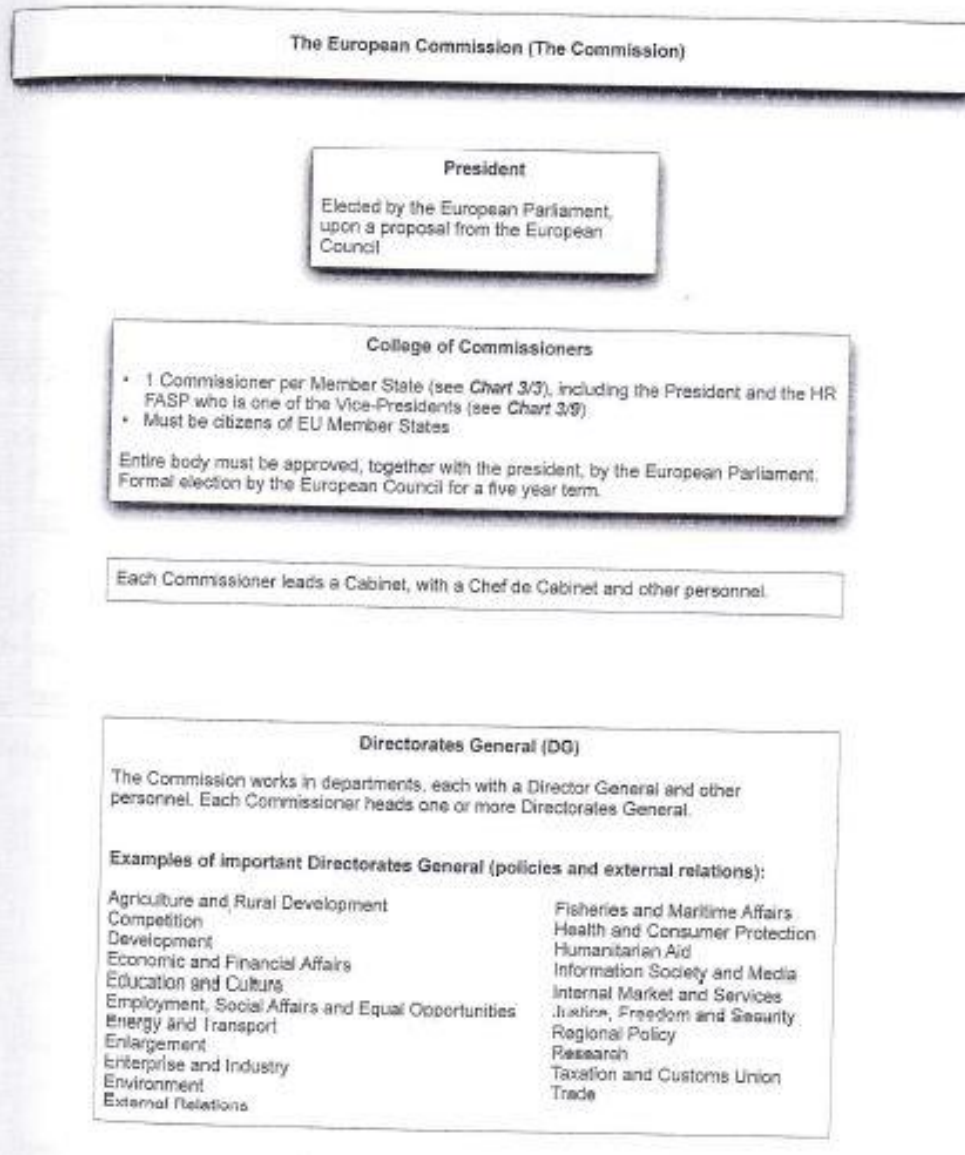 The European Commission (The Commission)
President
Elected by the European Parliament,
upon a proposal from the European
Council
College of Commissioners
• 1 Commissioner per Member State (see Chart 3/3), including the President and the HR
FASP who is one of the Vice-Presidents (see Chart 3/9)
• Must be citizens of EU Member States
Entire body must be approved, together with the president, by the European Parliament.
Formal election by the European Council for a five year term.
Each Commissioner leads a Cabinet, with a Chef de Cabinet and other personnel.
Directorates General (DG)
The Commission works in departments, each with a Director General and other
personnel. Each Commissioner heads one or more Directorates General.
Examples of important Directorates General (policies and external relations):
Agriculture and Rural Development
Competition
Development
Economic and Financial Affairs
Education and Culture
Employment, Social Affairs and Equal Opportunities
Energy and Transport
Enlargement
Enterprise and Industry
Environment
External Relations
Fisheries and Maritime Affairs
Health and Consumer Protection
Humanitarian Aid
Information Society and Media
Internal Market and Services
Justice, Freedom and Security
Regional Policy
Research
Taxation and Customs Union
Trade